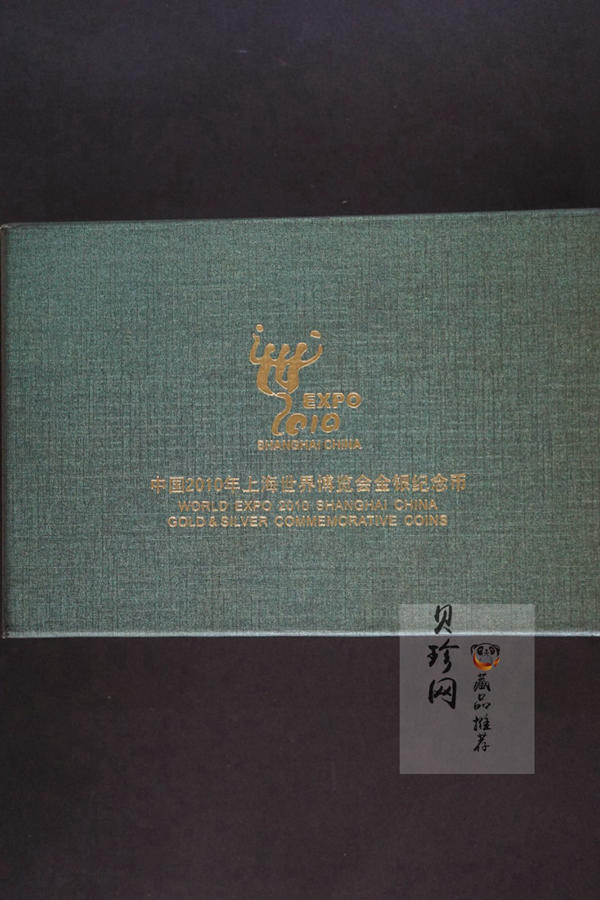 EXPO
2010
SHANGHAI CHINA
中国2010年上海世界博览会金银纪念币
WORLD EXPO 2010 SHANGHAI CHINA
GOLD & SILVER COMMEMORATIVE COINS
贝珍网
藏品推荐